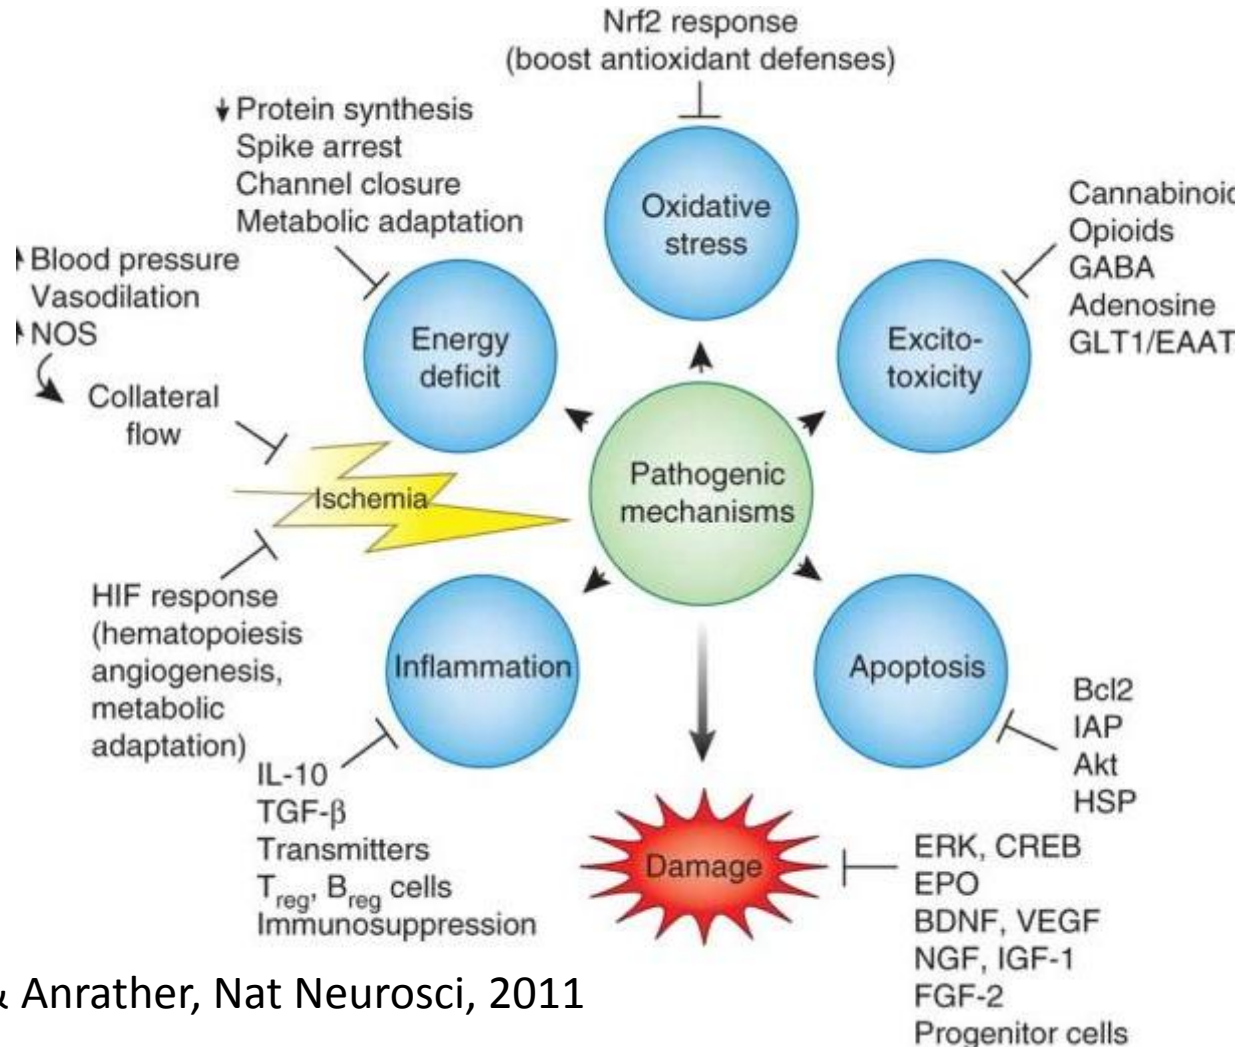 Nrf2 response
(boost antioxidant defenses)
↓ Protein synthesis
Spike arrest
Channel closure
Metabolic adaptation
Oxidative
stress
Cannabinoid
Opioids
GABA
Adenosine
GLT1/EAAT
Blood pressure
Vasodilation
NOS
Energy
deficit
Excito-
toxicity
Collateral
flow
Pathogenic
mechanisms
Ischemia
HIF response
(hematopoiesis
angiogenesis,
metabolic
adaptation)
Inflammation
Apoptosis
Bcl2
IAP
Akt
HSP
IL-10
TGF-β
Transmitters
Treg, Breg cells
Immunosuppression
Damage
ERK, CREB
EPO
BDNF, VEGF
NGF, IGF-1
FGF-2
Progenitor cells
& Anrather, Nat Neurosci, 2011